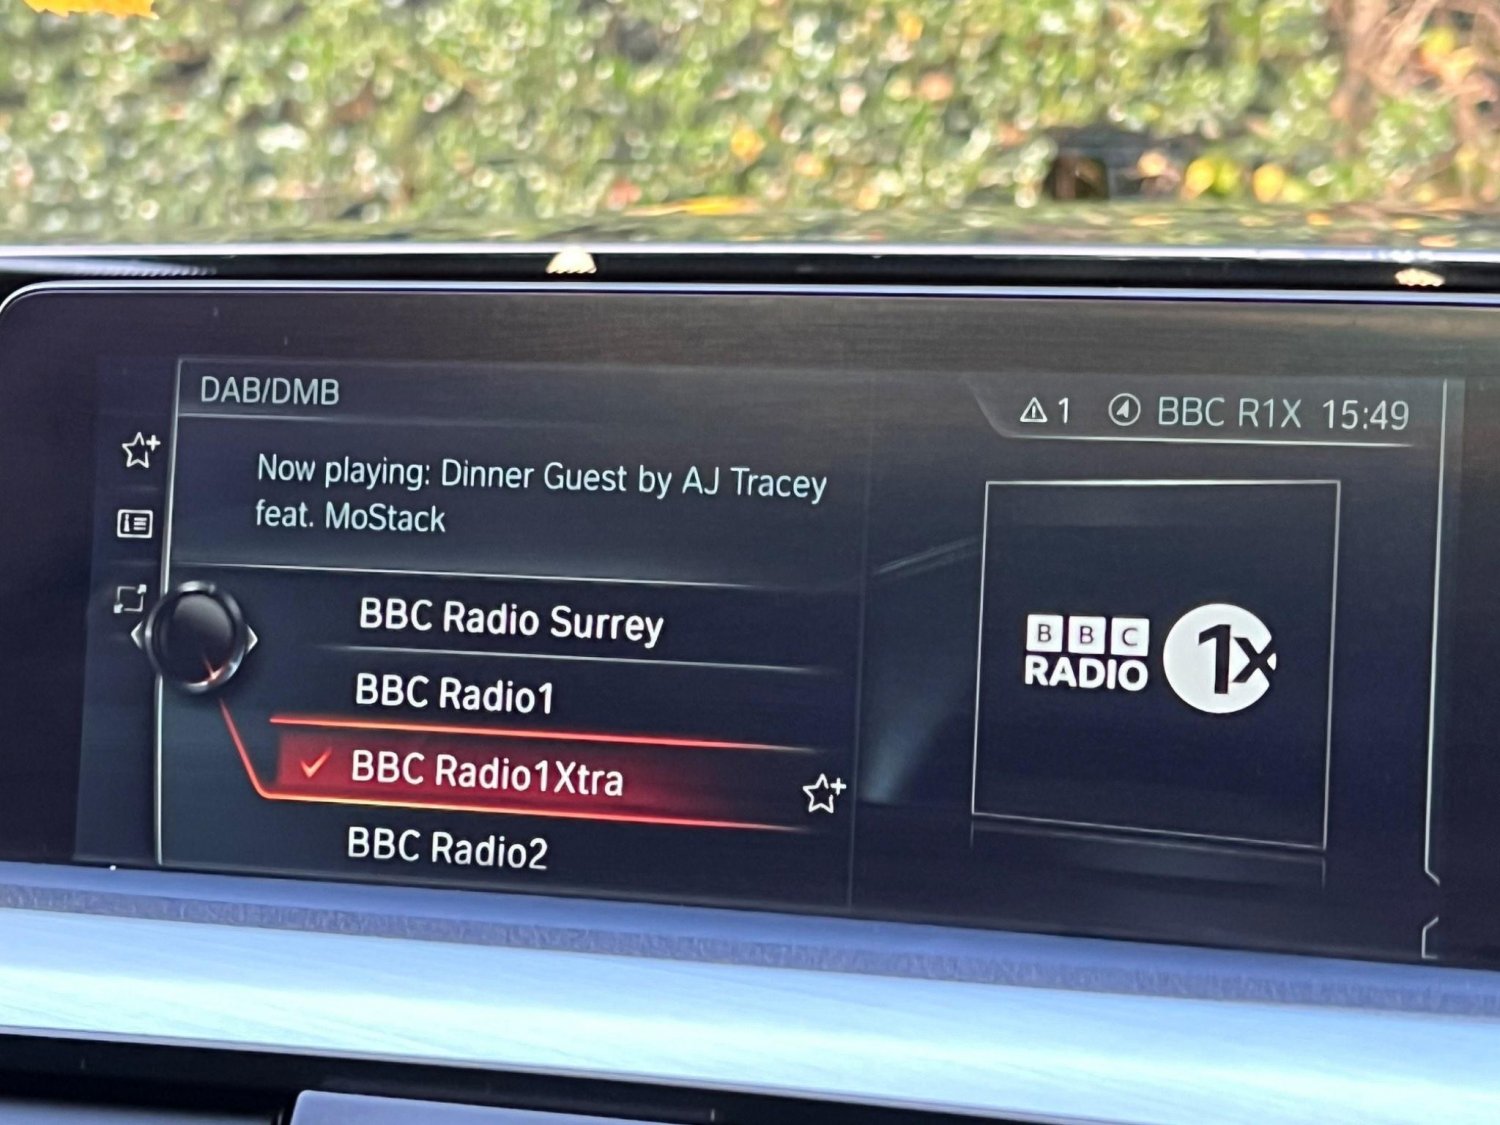 DAB/DMB
1 BBC R1X 15:49
Now playing: Dinner Guest by AJ Tracey
feat. MoStack
BBC Radio Surrey
BBC Radio1
BBC Radio1Xtra
BBC Radio2
BBC
RADIO 1X